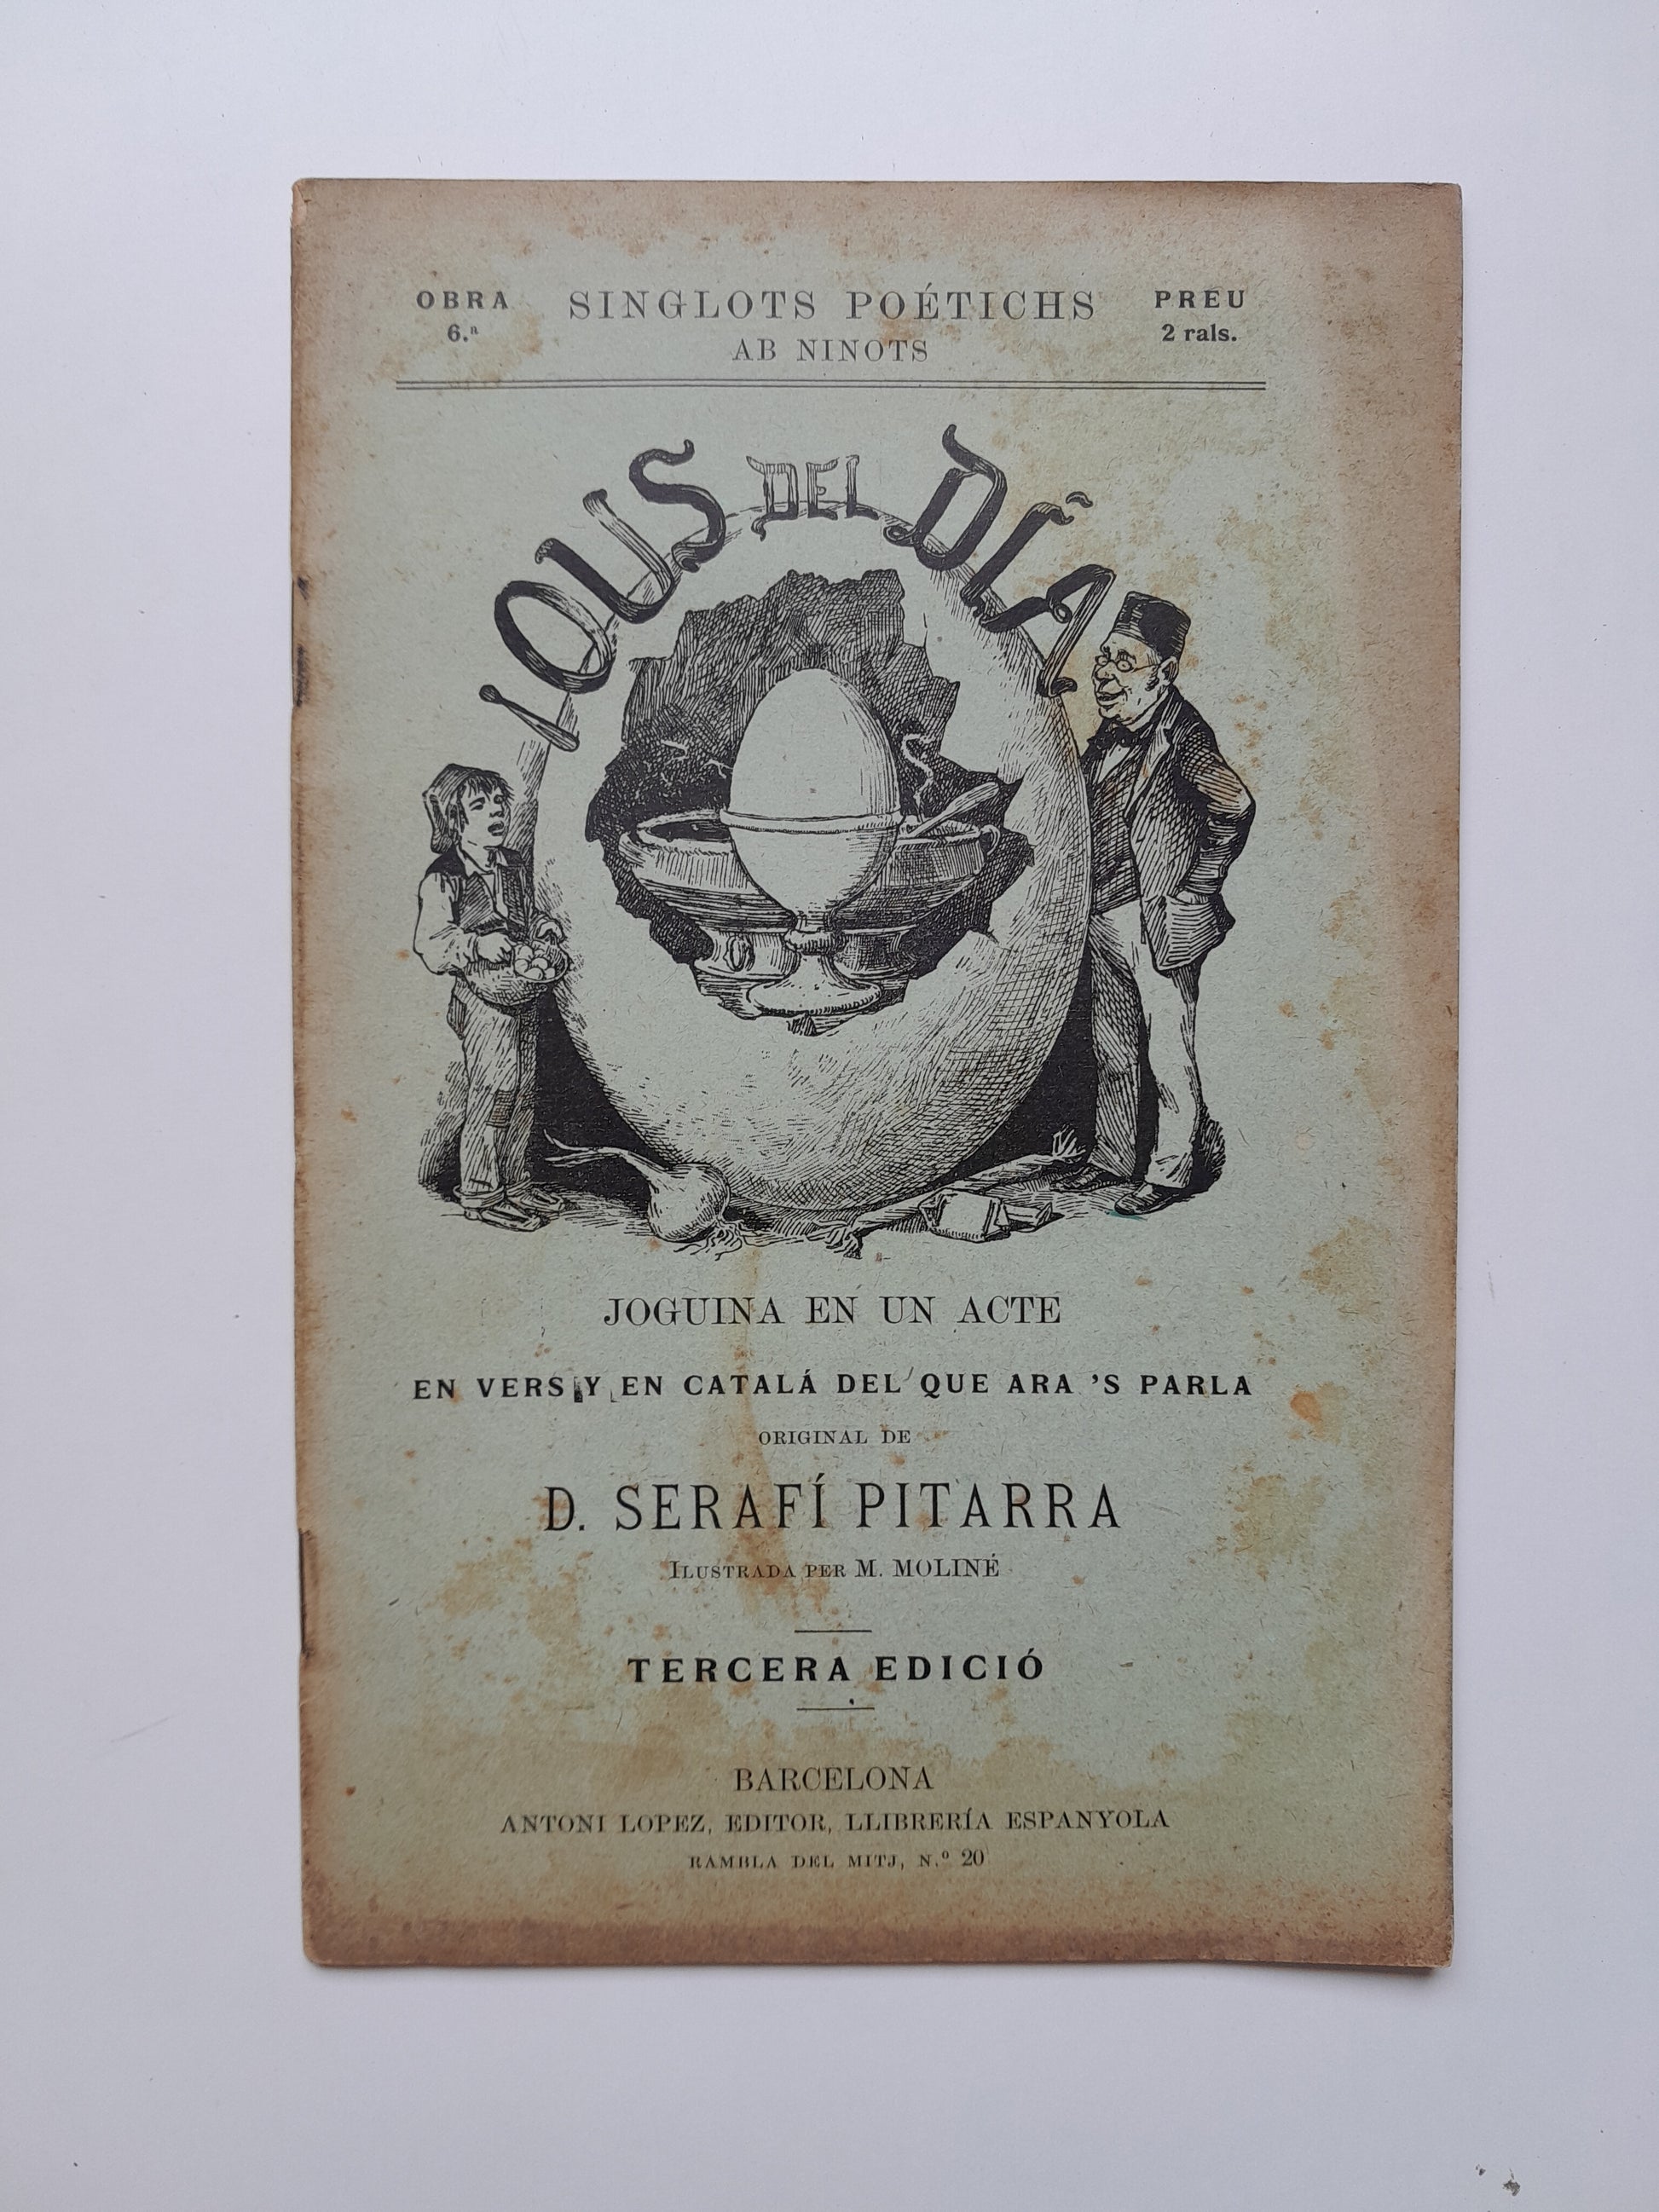 OBRA SINGLOTS POÉTICHS PREU
6.ª AB NINOTS 2 rals.
¡OUS DEL DÍA!
JOGUINA EN UN ACTE
EN VERS Y EN CATALÁ DEL QUE ARA 'S PARLA
ORIGINAL DE
D. SERAFÍ PITARRA
ILUSTRADA PER M. MOLINÉ
TERCERA EDICIÓ
BARCELONA
ANTONI LOPEZ, EDITOR, LLIBRERÍA ESPANYOLA
RAMBLA DEL MITJ, N.º 20